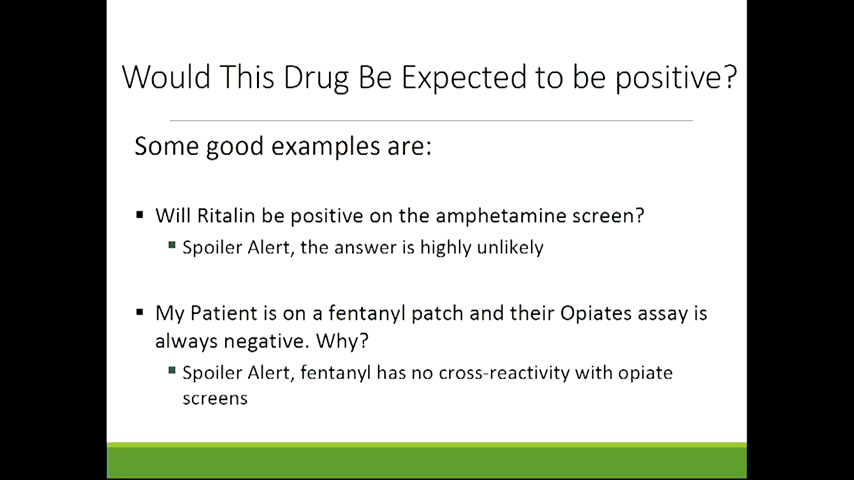 Would This Drug Be Expected to be positive?
Some good examples are:
▪ Will Ritalin be positive on the amphetamine screen?
▪ Spoiler Alert, the answer is highly unlikely
▪ My Patient is on a fentanyl patch and their Opiates assay is
always negative. Why?
▪ Spoiler Alert, fentanyl has no cross-reactivity with opiate
screens